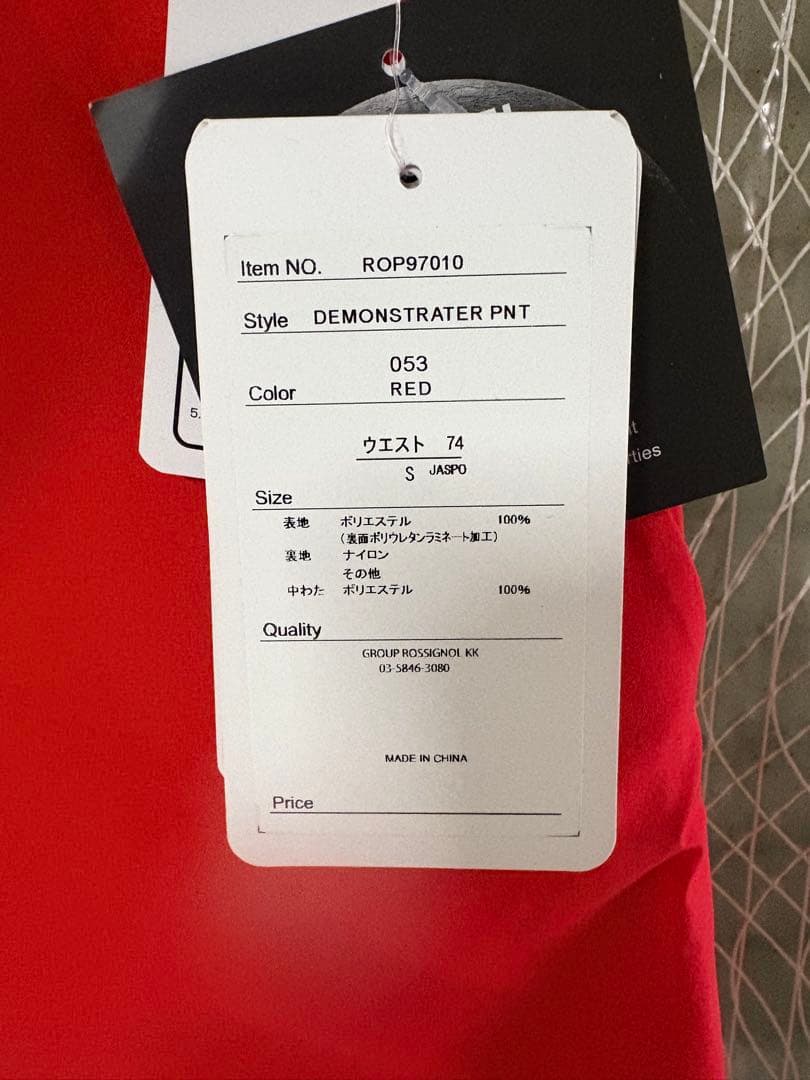 Item NO. ROP97010
Style DEMONSTRATER PNT
053
Color RED
ウエスト 74
S JASPO
Size
表地 ポリエステル 100%
(裏面ポリウレタンラミネート加工)
裏地 ナイロン
その他
中わた ポリエステル 100%
Quality
GROUP ROSSIGNOL KK
03-5846-3080
MADE IN CHINA
Price
5.